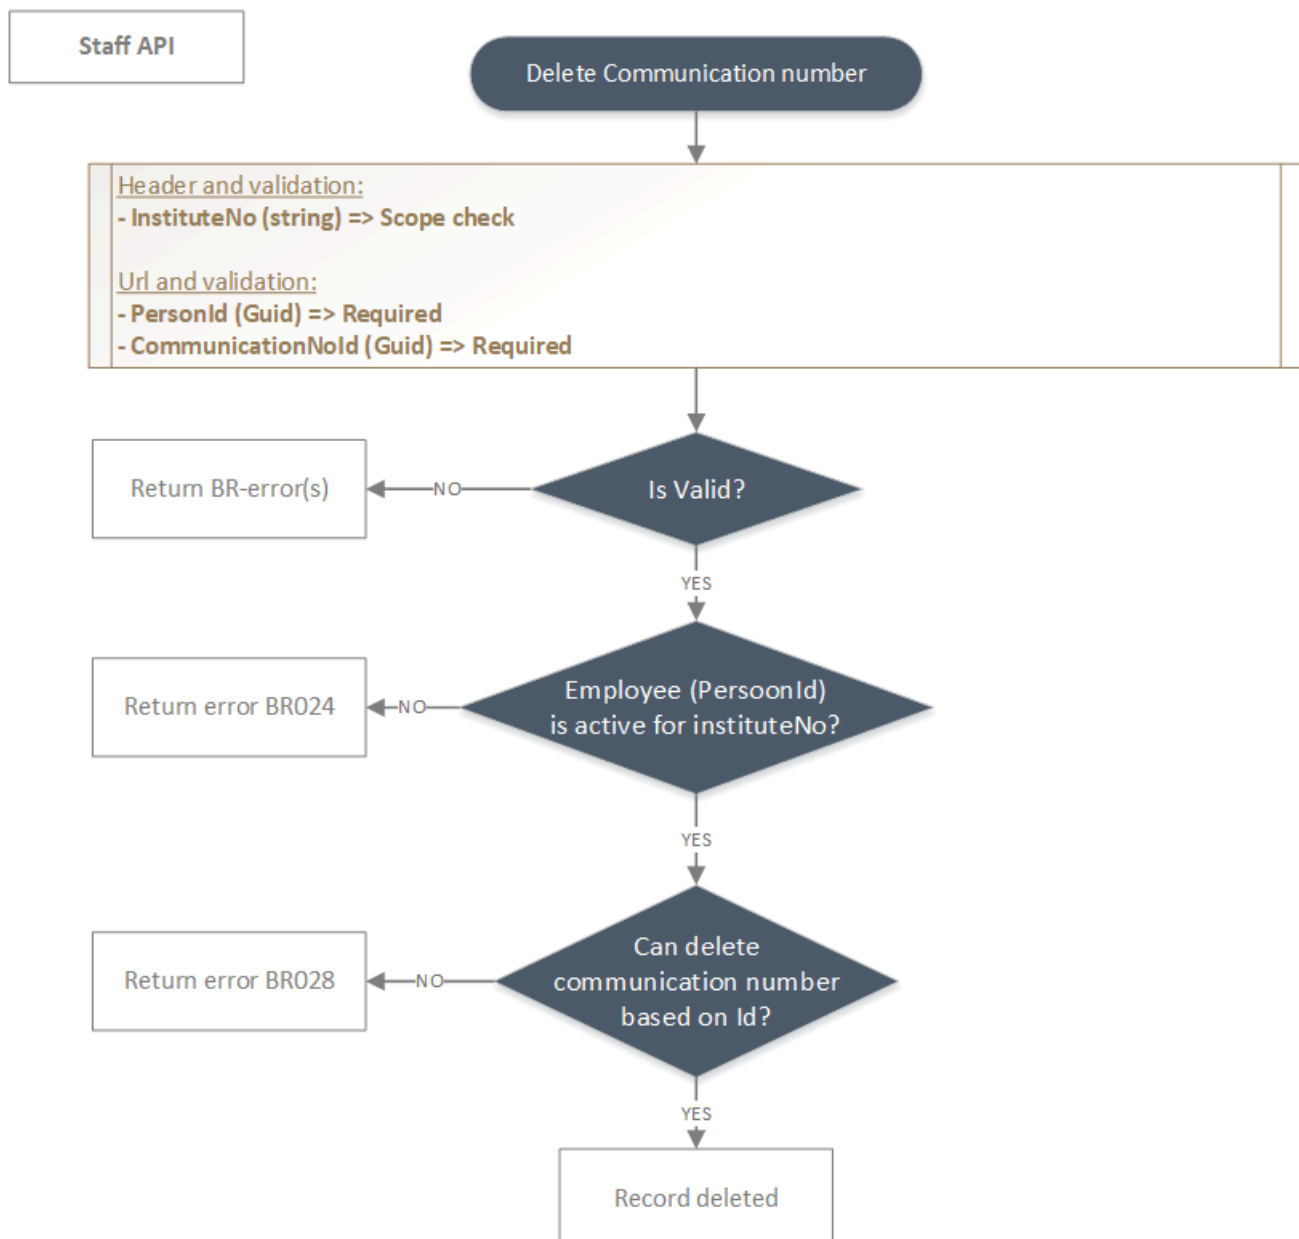 Staff API
Delete Communication number
Header and validation:
- InstituteNo (string) => Scope check
Url and validation:
- PersonId (Guid) => Required
- CommunicationNoId (Guid) => Required
Is Valid?
NO
Return BR-error(s)
YES
Employee (PersoonId)
is active for instituteNo?
NO
Return error BR024
YES
Can delete
communication number
based on Id?
NO
Return error BR028
YES
Record deleted